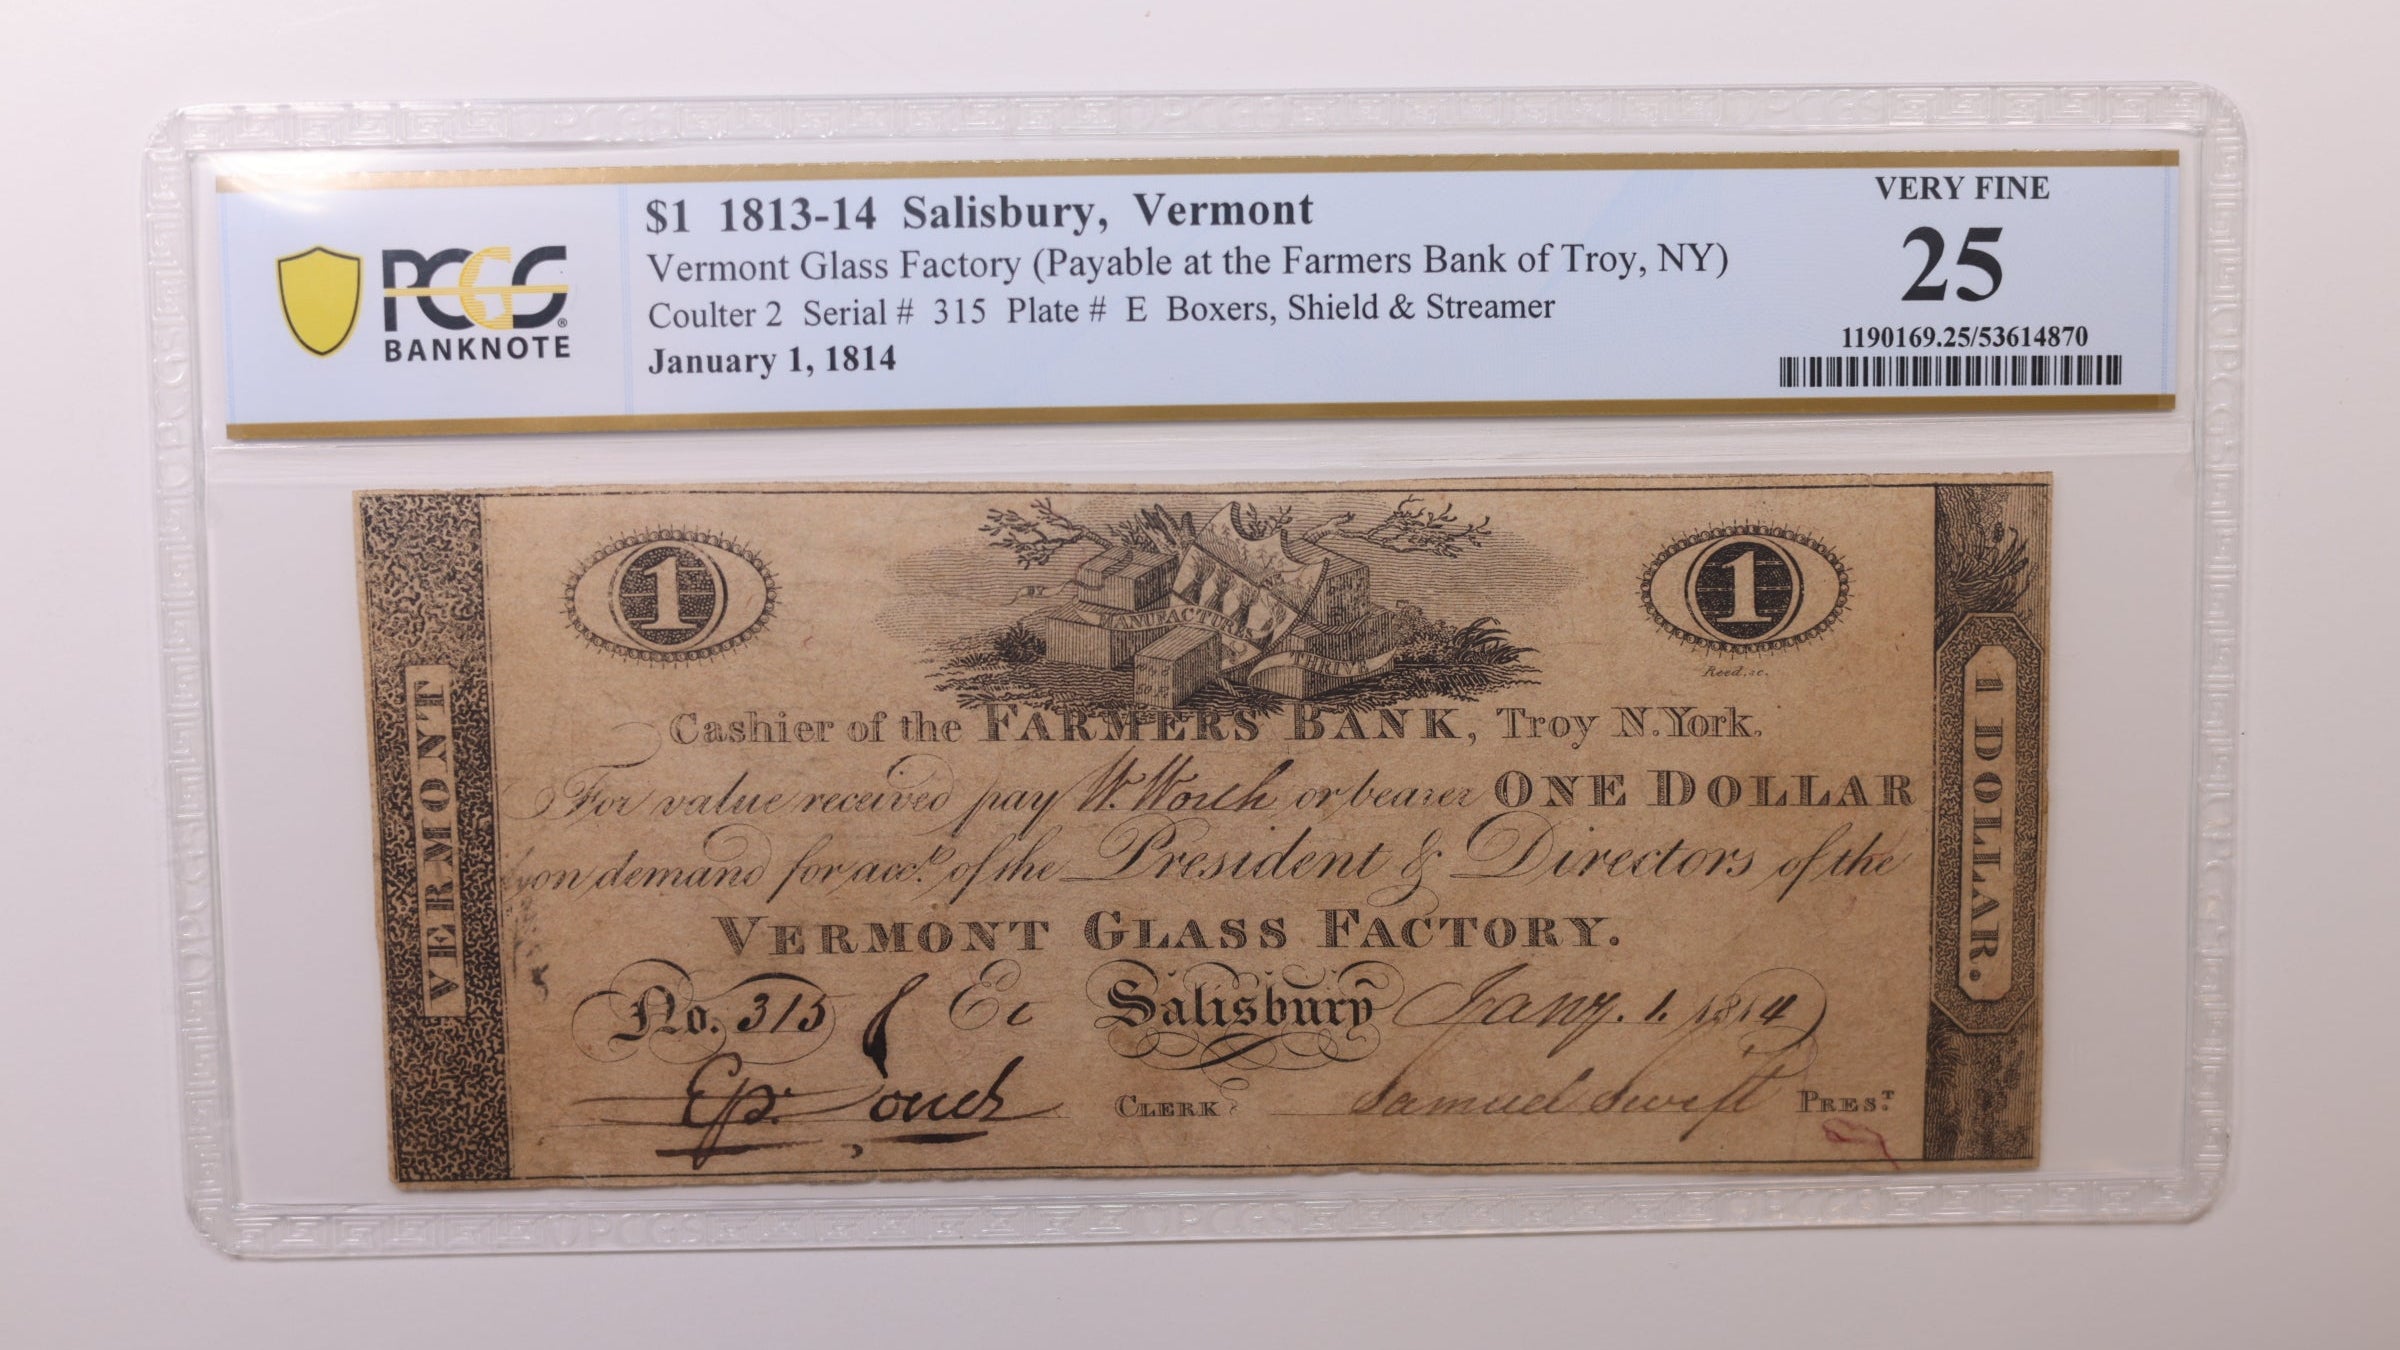 PCGS
BANKNOTE
$1 1813-14 Salisbury, Vermont
Vermont Glass Factory (Payable at the Farmers Bank of Troy, NY)
Coulter 2 Serial # 315 Plate # E Boxers, Shield & Streamer
January 1, 1814
VERY FINE
25
1190169.25/53614870
VERMONT
1
BY
MANUFACTURES
THRIVE
1
Reed. sc.
Cashier of the FARMERS BANK, Troy N. York.
For value received pay W. Worth or bearer ONE DOLLAR
on demand for acct. of the President & Directors of the
VERMONT GLASS FACTORY.
No. 315 E Salisbury Jany. 1. 1814
CLERK Samuel Swift PREST.
1 DOLLAR.